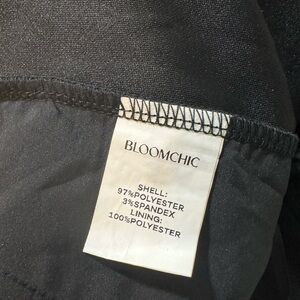 BLOOMCHIC
SHELL:
97%POLYESTER
3%SPANDEX
LINING:
100%POLYESTER